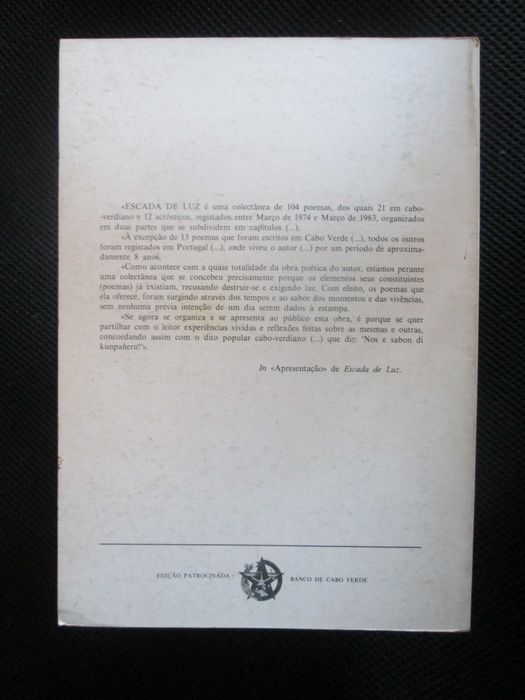 «ESCADA DE LUZ é uma colectânea de 104 poemas, dos quais 21 em cabo-
-verdiano e 12 acrósticos, registados entre Março de 1974 e Março de 1983, organizados
em duas partes que se subdividem em capítulos (...).
«À excepção de 13 poemas que foram escritos em Cabo Verde (...), todos os outros
foram registados em Portugal (...), onde viveu o autor (...) por um período de aproxima-
damente 8 anos.
«Como acontece com a quase totalidade da obra poética do autor, estamos perante
uma colectânea que se concebeu precisamente porque os elementos seus constituintes
(poemas) já existiam, recusando destruir-se e exigindo luz. Com efeito, os poemas que
ela oferece, foram surgindo através dos tempos e ao sabor dos momentos e das vivências,
sem nenhuma prévia intenção de um dia serem dados à estampa.
«Se agora se organiza e se apresenta ao público esta obra, é porque se quer
partilhar com o leitor experiências vividas e reflexões feitas sobre as mesmas e outras,
concordando assim com o dito popular cabo-verdiano (...) que diz: 'Nos e sabon di
kunpañeru!'».
In «Apresentação» de Escada de Luz.
EDIÇÃO PATROCINADA: BANCO DE CABO VERDE